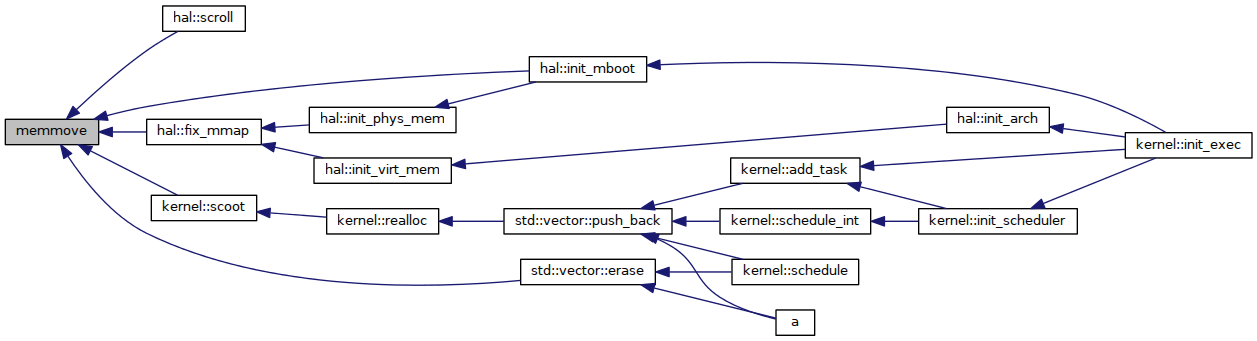 hal::scroll
hal::init_mboot
hal::init_phys_mem
hal::init_arch
memmove
hal::fix_mmap
kernel::init_exec
hal::init_virt_mem
kernel::add_task
kernel::scoot
kernel::realloc
std::vector::push_back
kernel::schedule_int
kernel::init_scheduler
std::vector::erase
kernel::schedule
a